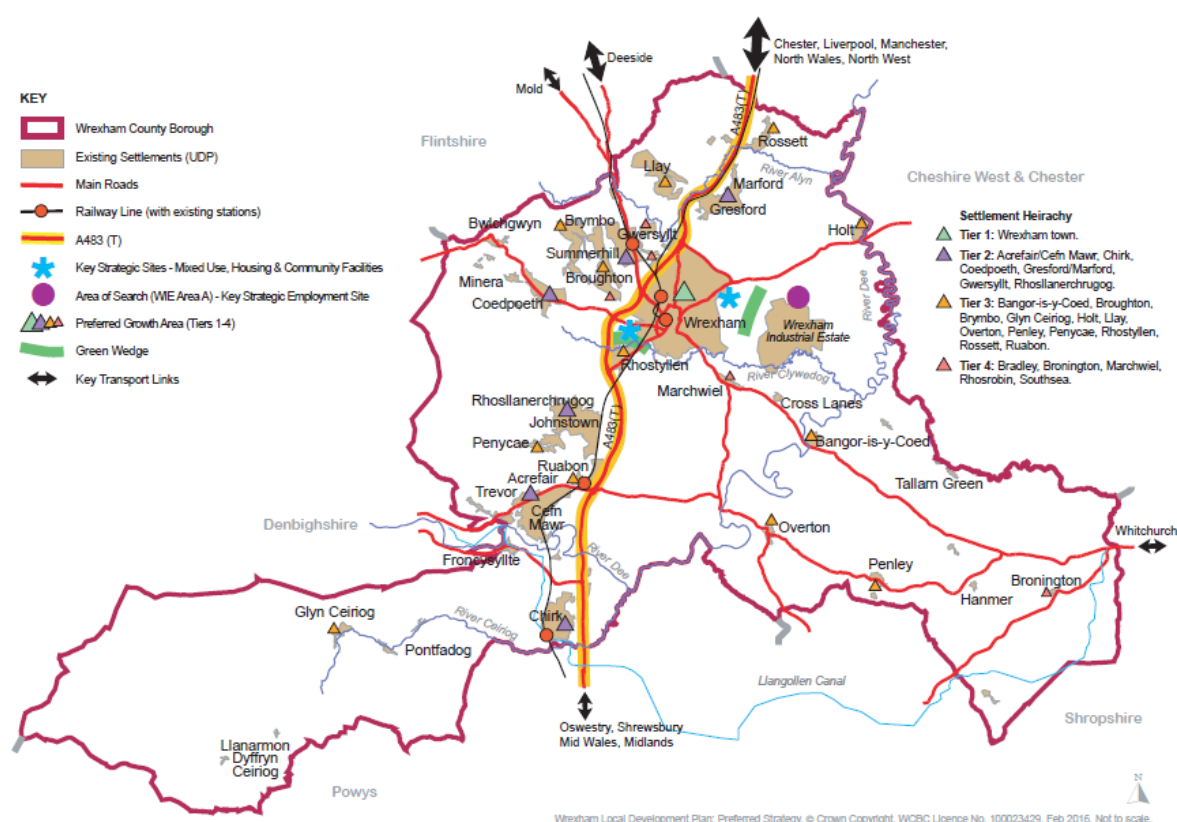 Chester, Liverpool, Manchester,
North Wales, North West
Deeside
Mold
KEY
Wrexham County Borough
Existing Settlements (UDP)
Main Roads
Railway Line (with existing stations)
A483 (T)
Key Strategic Sites - Mixed Use, Housing & Community Facilities
Area of Search (WIE Area A) - Key Strategic Employment Site
Preferred Growth Area (Tiers 1-4)
Green Wedge
Key Transport Links
Flintshire
A483(T)
Rossett
Llay
River Alyn
Marford
Gresford
Cheshire West & Chester
Bwlchgwyn
Brymbo
Gwersyllt
Summerhill
Broughton
Minera
Coedpoeth
Holt
River Dee
Wrexham
Wrexham
Industrial Estate
Rhostyllen
Marchwiel
River Clywedog
Cross Lanes
Settlement Heirachy
Tier 1: Wrexham town.
Tier 2: Acrefair/Cefn Mawr, Chirk,
Coedpoeth, Gresford/Marford,
Gwersyllt, Rhosllanerchrugog.
Tier 3: Bangor-is-y-Coed, Broughton,
Brymbo, Glyn Ceiriog, Holt, Llay,
Overton, Penley, Penycae, Rhostyllen,
Rossett, Ruabon.
Tier 4: Bradley, Bronington, Marchwiel,
Rhosrobin, Southsea.
Rhosllanerchrugog
Johnstown
A483(T)
Penycae
Bangor-is-y-Coed
Ruabon
Acrefair
Trevor
Cefn
Mawr
Tallarn Green
Denbighshire
Overton
Whitchurch
Froncysyllte
River Dee
Penley
Bronington
Hanmer
Glyn Ceiriog
River Ceiriog
Chirk
Pontfadog
Llangollen Canal
Shropshire
Oswestry, Shrewsbury
Mid Wales, Midlands
Llanarmon
Dyffryn
Ceiriog
Powys
N
Wrexham Local Development Plan: Preferred Strategy. © Crown Copyright. WCBC Licence No. 100023429. Feb 2016. Not to scale.